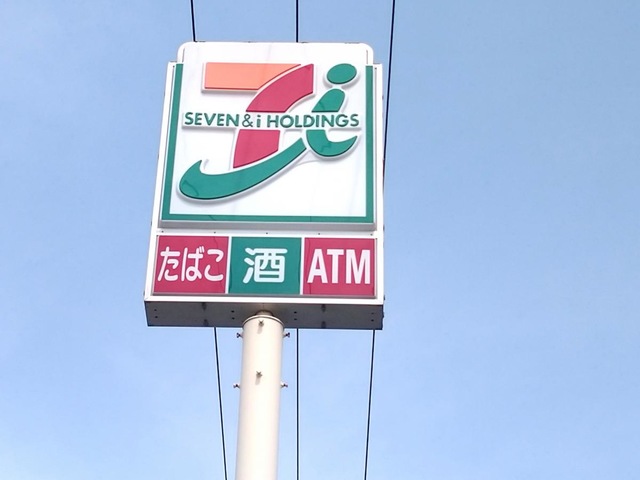 SEVEN & i HOLDINGS
たばこ 酒 ATM